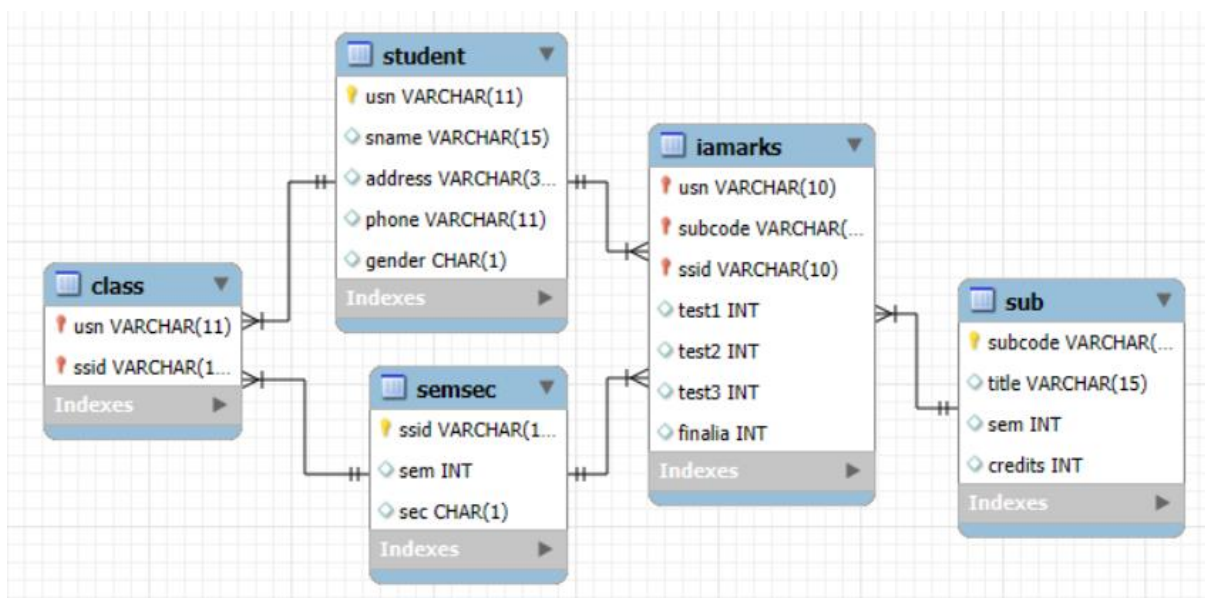 student
usn VARCHAR(11)
sname VARCHAR(15)
address VARCHAR(3...
phone VARCHAR(11)
gender CHAR(1)
Indexes
class
usn VARCHAR(11)
ssid VARCHAR(1...
Indexes
semsec
ssid VARCHAR(1...
sem INT
sec CHAR(1)
Indexes
iamarks
usn VARCHAR(10)
subcode VARCHAR(...
ssid VARCHAR(10)
test1 INT
test2 INT
test3 INT
finalia INT
Indexes
sub
subcode VARCHAR(...
title VARCHAR(15)
sem INT
credits INT
Indexes